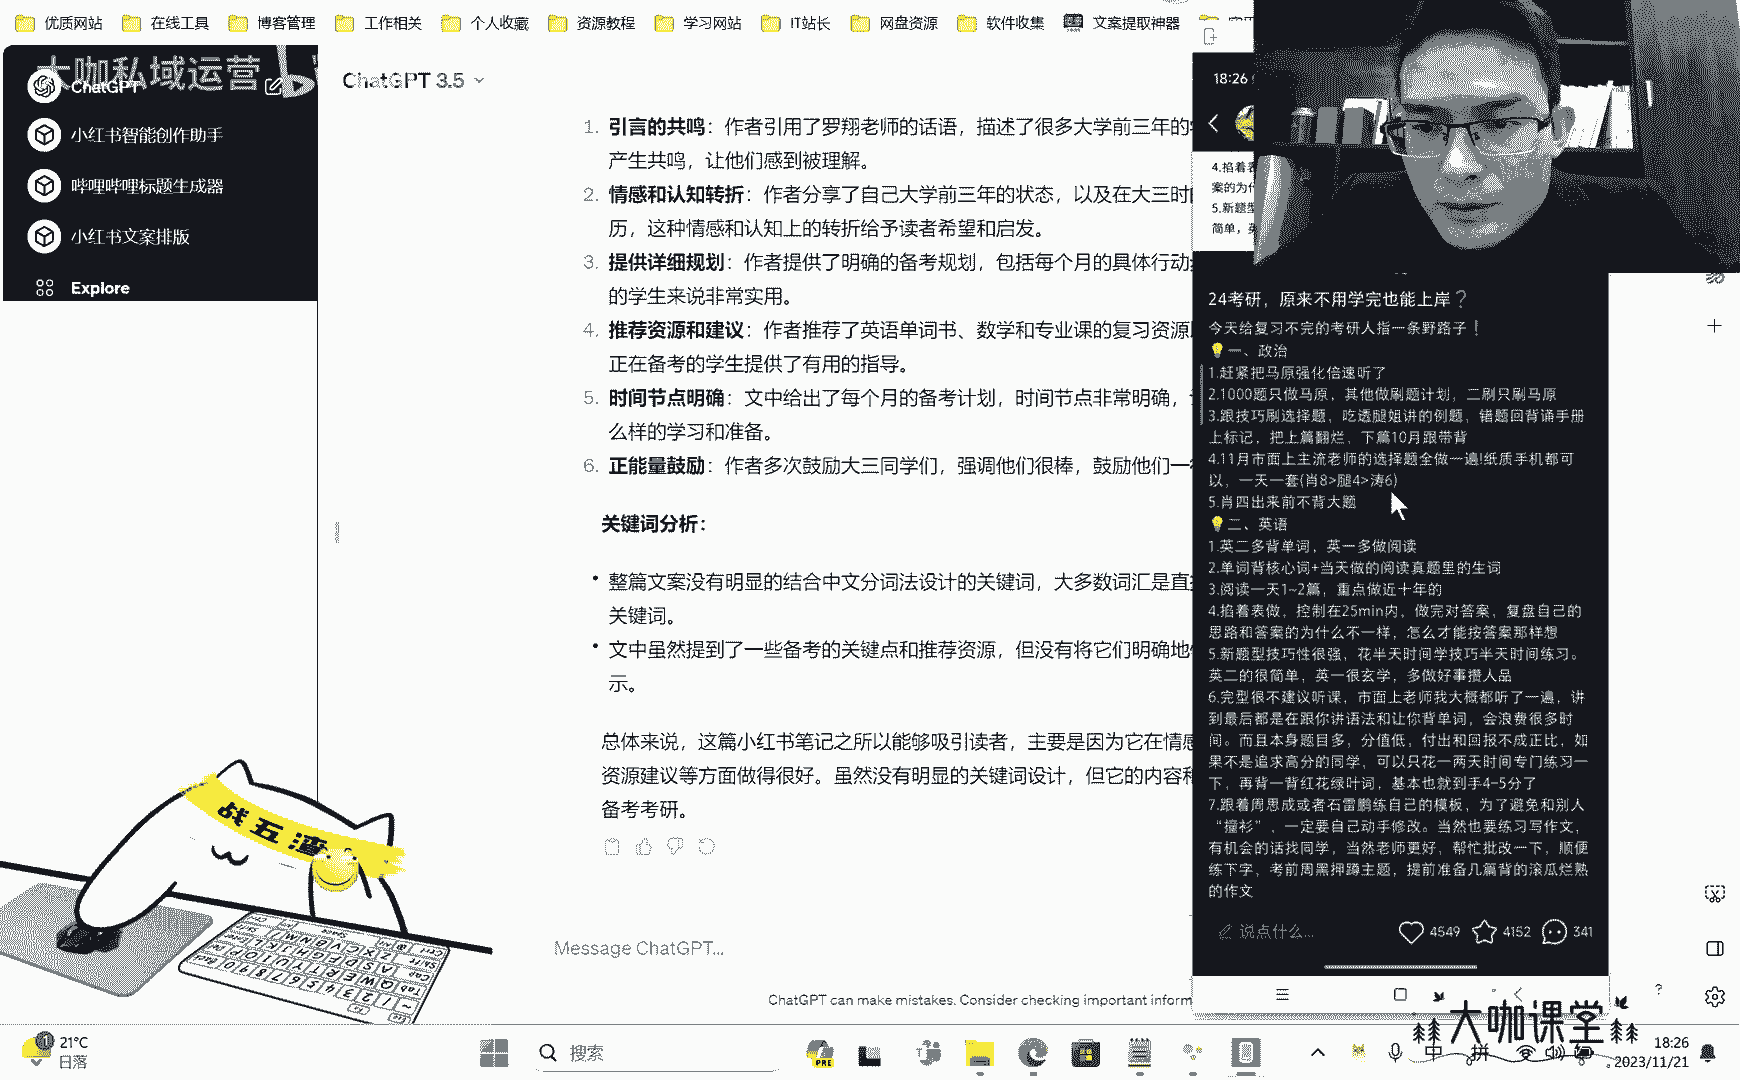 优质网站
在线工具
博客管理
工作相关
个人收藏
资源教程
学习网站
IT站长
网盘资源
软件收集
文案提取神器
大咖私域运营
ChatGPT
小红书智能创作助手
哔哩哔哩标题生成器
小红书文案排版
Explore
ChatGPT 3.5
1. 引言的共鸣：作者引用了罗翔老师的话语，描述了很多大学前三年的
产生共鸣，让他们感到被理解。
2. 情感和认知转折：作者分享了自己大学前三年的状态，以及在大三时
历，这种情感和认知上的转折给予读者希望和启发。
3. 提供详细规划：作者提供了明确的备考规划，包括每个月的具体行动
的学生来说非常实用。
4. 推荐资源和建议：作者推荐了英语单词书、数学和专业课的复习资源
正在备考的学生提供了有用的指导。
5. 时间节点明确：文中给出了每个月的备考计划，时间节点非常明确，
么样的学习和准备。
6. 正能量鼓励：作者多次鼓励大三同学们，强调他们很棒，鼓励他们一
关键词分析：
• 整篇文案没有明显的结合中文分词法设计的关键词，大多数词汇是直
关键词。
• 文中虽然提到了一些备考的关键点和推荐资源，但没有将它们明确地
示。
总体来说，这篇小红书笔记之所以能够吸引读者，主要是因为它在情感
资源建议等方面做得很好。虽然没有明显的关键词设计，但它的内容和
备考考研。
Message ChatGPT...
ChatGPT can make mistakes. Consider checking important inform
18:26
4.掐着表
案的为什
5.新题型
简单，英
24考研，原来不用学完也能上岸❔
今天给复习不完的考研人指一条野路子❕
💡一、政治
1.赶紧把马原强化倍速听了
2.1000题只做马原，其他做刷题计划，二刷只刷马原
3.跟技巧刷选择题，吃透腿姐讲的例题，错题回背诵手册
上标记，把上篇翻烂，下篇10月跟带背
4.11月市面上主流老师的选择题全做一遍!纸质手机都可
以，一天一套(肖8>腿4>涛6)
5.肖四出来前不背大题
💡二、英语
1.英二多背单词，英一多做阅读
2.单词背核心词+当天做的阅读真题里的生词
3.阅读一天1~2篇，重点做近十年的
4.掐着表做，控制在25min内，做完对答案，复盘自己的
思路和答案的为什么不一样，怎么才能按答案那样想
5.新题型技巧性很强，花半天时间学技巧半天时间练习。
英二的很简单，英一很玄学，多做好事攒人品
6.完型很不建议听课，市面上老师我大概都听了一遍，讲
到最后都是在跟你讲语法和让你背单词，会浪费很多时
间。而且本身题目多，分值低，付出和回报不成正比，如
果不是追求高分的同学，可以只花一两天时间专门练习一
下，再背一背红花绿叶词，基本也就到手4-5分了
7.跟着周思成或者石雷鹏练自己的模板，为了避免和别人
“撞衫”，一定要自己动手修改。当然也要练习写作文，
有机会的话找同学，当然老师更好，帮忙批改一下，顺便
练下字，考前周黑押蹲主题，提前准备几篇背的滚瓜烂熟
的作文
说点什么...
4549
4152
341
战五渣
大咖课堂
21°C
日落
搜索
PRE
中
拼
18:26
2023/11/21